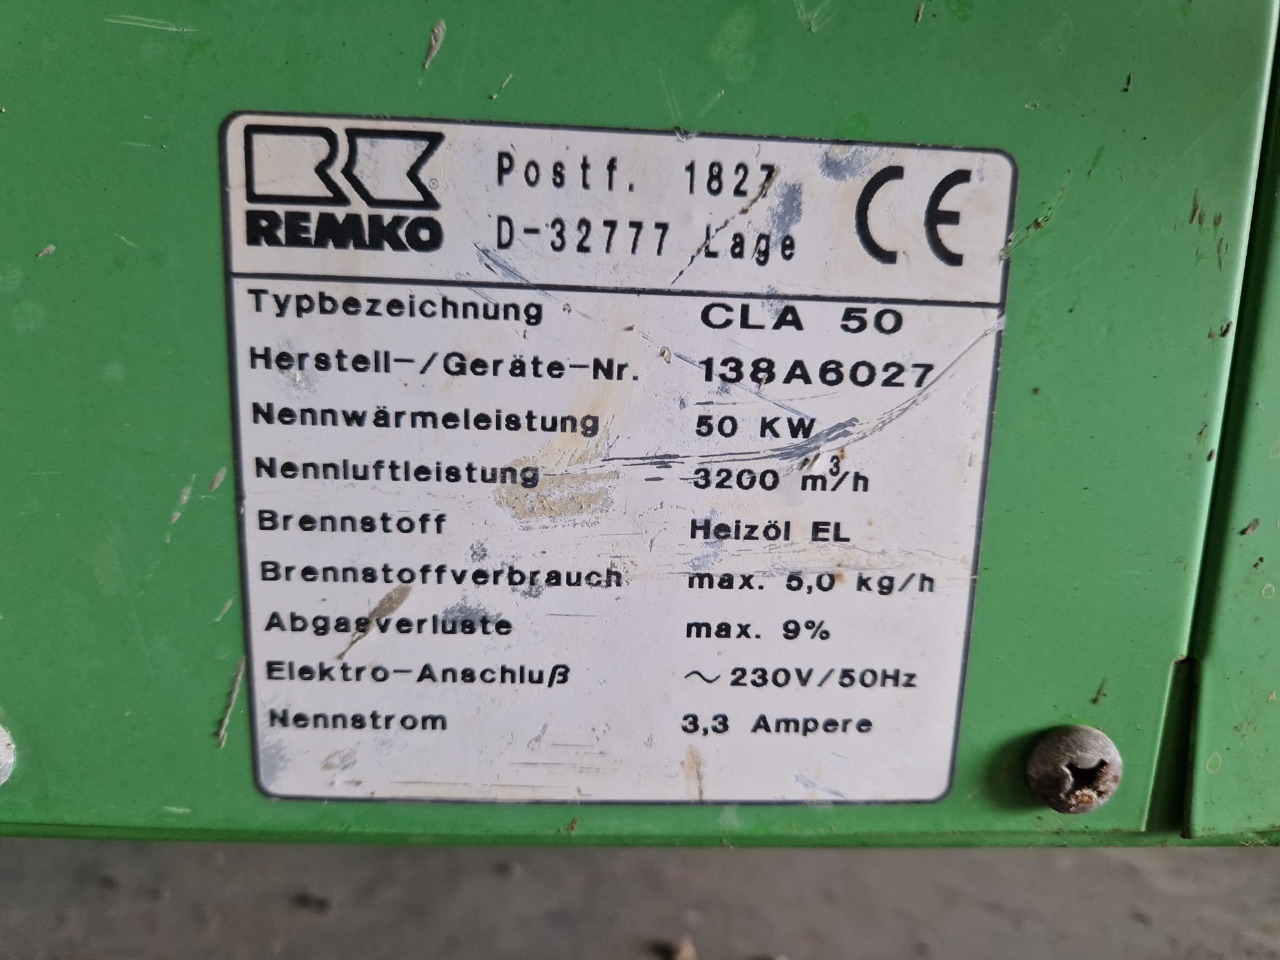 REMKO
Postf. 1827
D-32777 Lage
CE
Typbezeichnung CLA 50
Herstell-/Geräte-Nr. 138A6027
Nennwärmeleistung 50 KW
Nennluftleistung 3200 m³/h
Brennstoff Heizöl EL
Brennstoffverbrauch max. 5,0 kg/h
Abgasverluste max. 9%
Elektro-Anschluß ~230V/50Hz
Nennstrom 3,3 Ampere